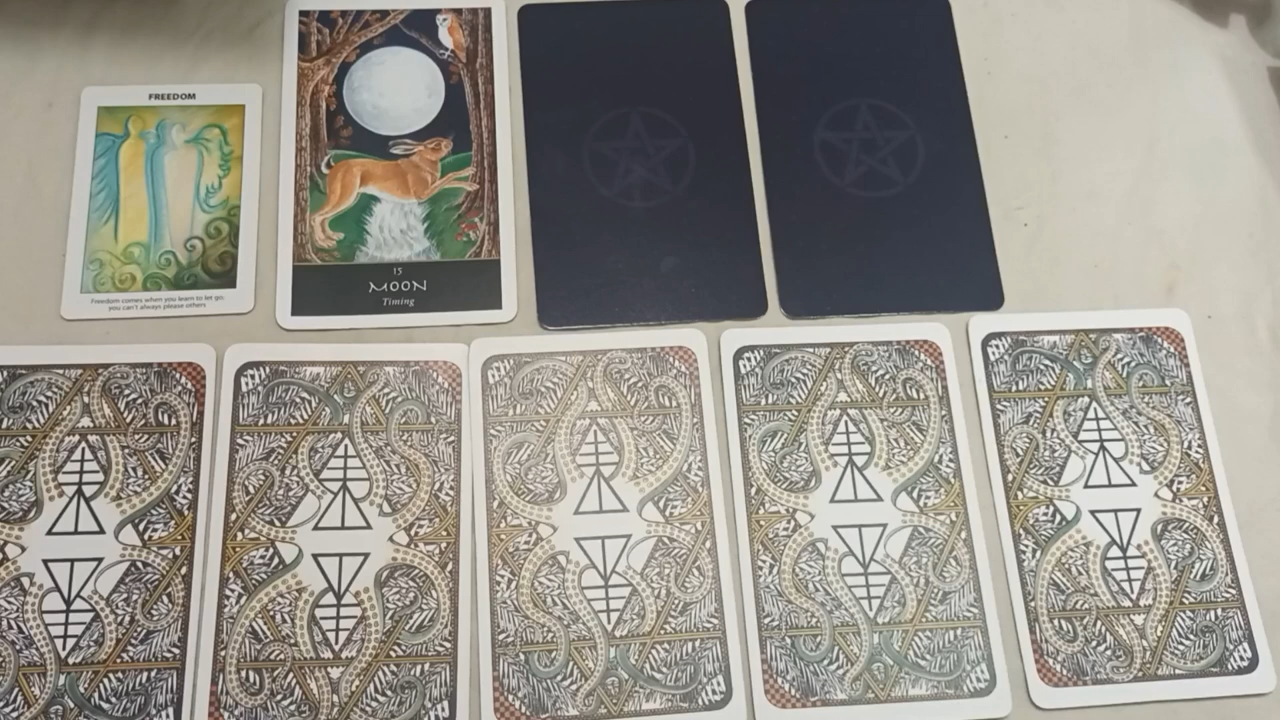 FREEDOM
Freedom comes when you learn to let go:
you can't always please others
15
MOON
Timing